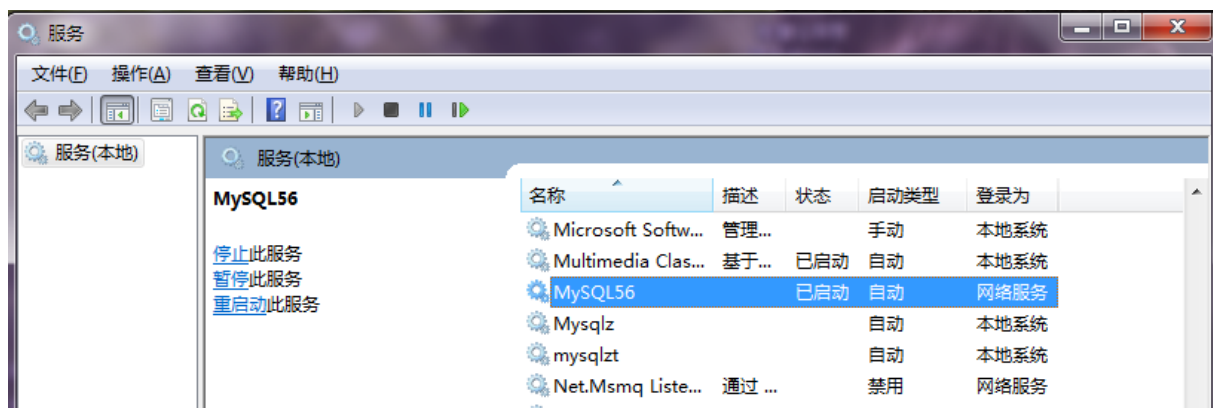 服务
文件(F) 操作(A) 查看(V) 帮助(H)
服务(本地)
服务(本地)
MySQL56
停止此服务
暂停此服务
重启动此服务
名称 描述 状态 启动类型 登录为
Microsoft Softw... 管理... 手动 本地系统
Multimedia Clas... 基于... 已启动 自动 本地系统
MySQL56 已启动 自动 网络服务
Mysqlz 自动 本地系统
mysqlzt 自动 本地系统
Net.Msmq Liste... 通过 ... 禁用 网络服务